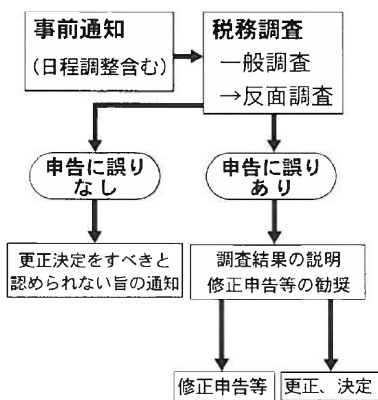 事前通知
(日程調整含む)
税務調査
一般調査
→反面調査
申告に誤り
なし
申告に誤り
あり
更正決定をすべきと
認められない旨の通知
調査結果の説明
修正申告等の勧奨
修正申告等
更正、決定